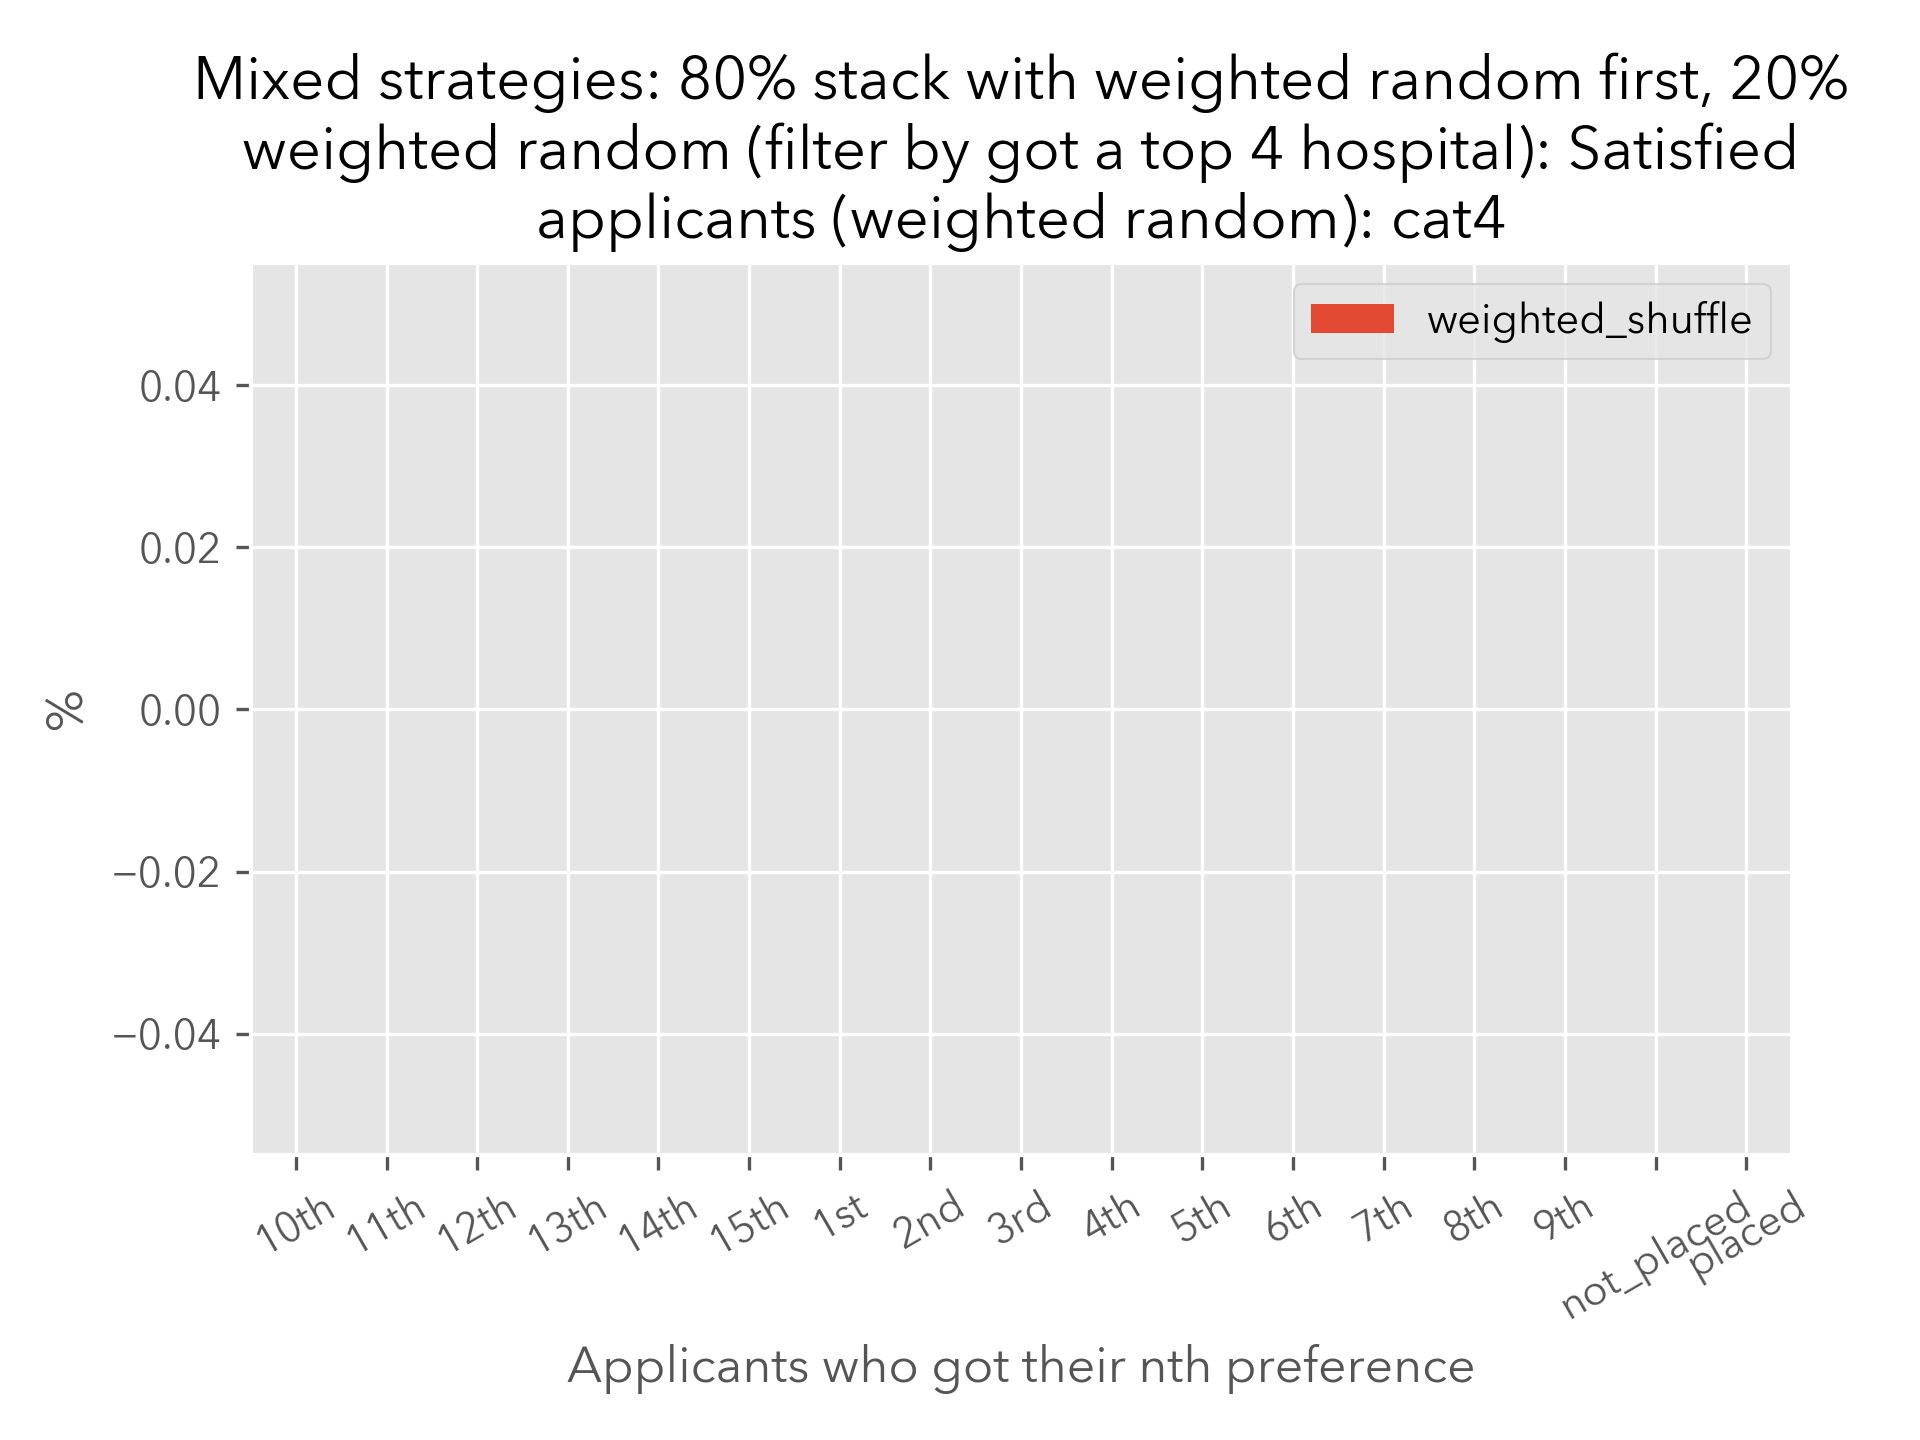 Mixed strategies: 80% stack with weighted random first, 20%
weighted random (filter by got a top 4 hospital): Satisfied
applicants (weighted random): cat4
weighted_shuffle
0.04
0.02
0.00
−0.02
−0.04
%
10th 11th 12th 13th 14th 15th 1st 2nd 3rd 4th 5th 6th 7th 8th 9th not_placed placed
Applicants who got their nth preference